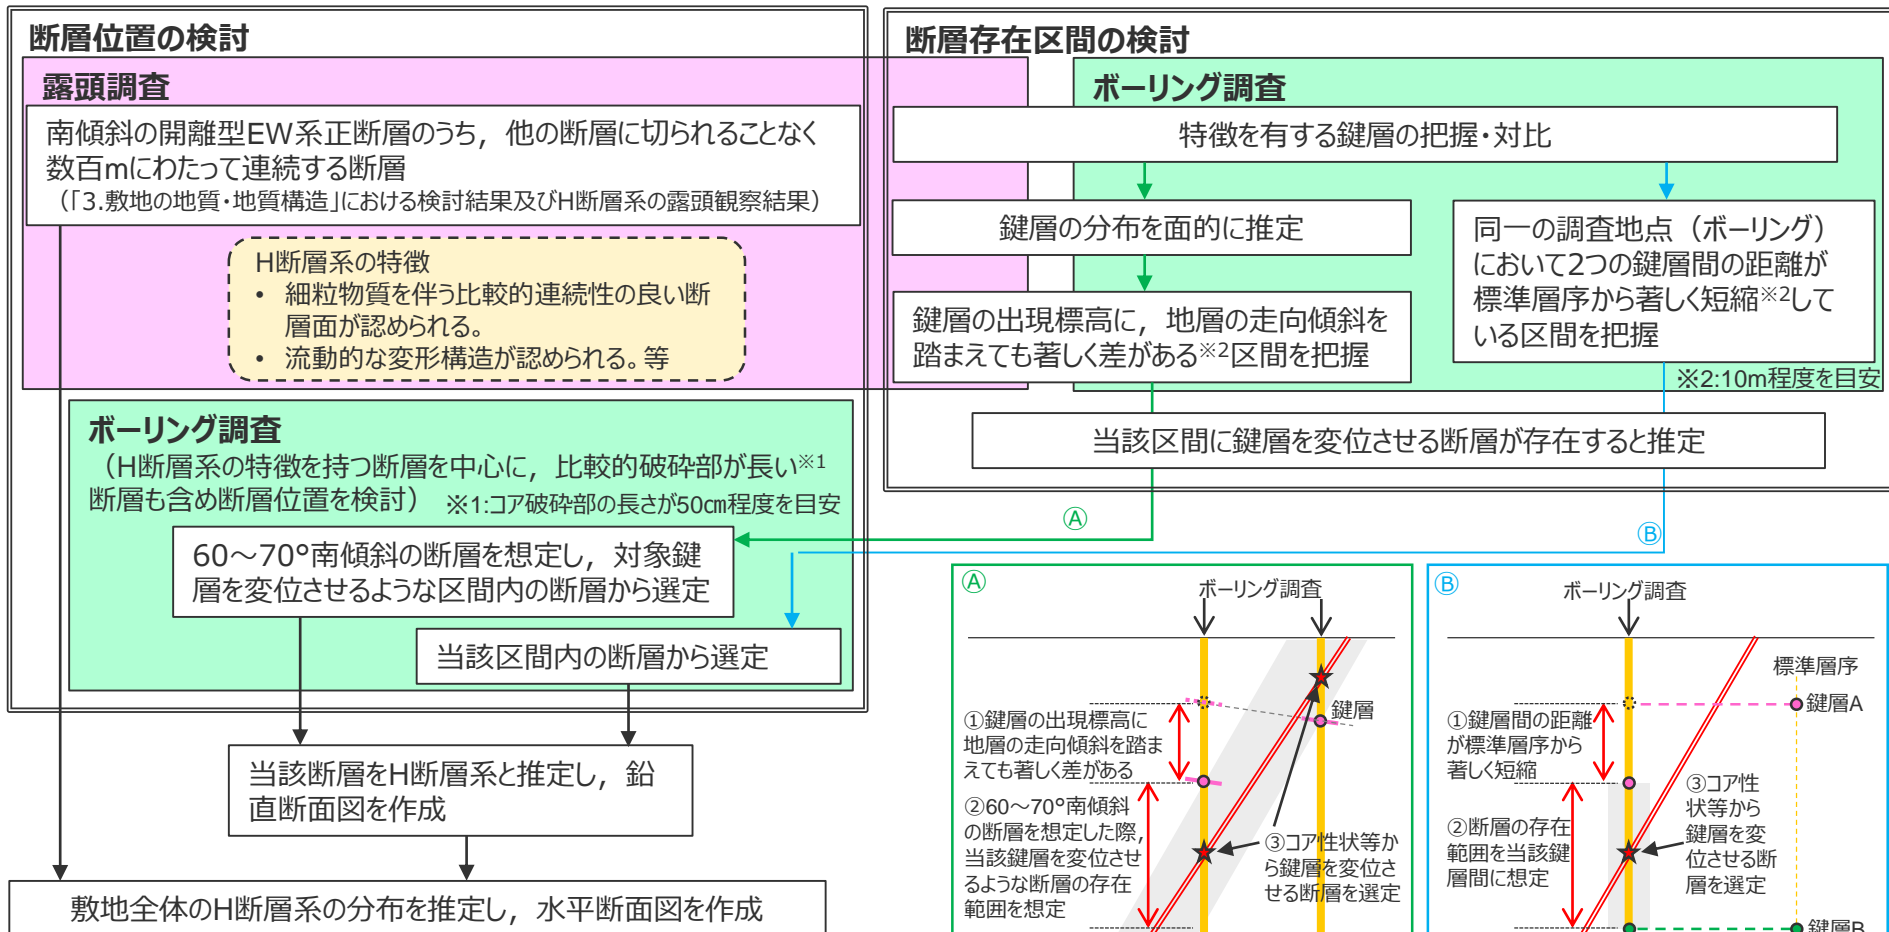 断層位置の検討
露頭調査
南傾斜の開離型EW系正断層のうち，他の断層に切られることなく
数百mにわたって連続する断層
（「3.敷地の地質・地質構造」における検討結果及びH断層系の露頭観察結果）
H断層系の特徴
• 細粒物質を伴う比較的連続性の良い断
層面が認められる。
• 流動的な変形構造が認められる。等
ボーリング調査
（H断層系の特徴を持つ断層を中心に，比較的破砕部が長い※1
断層も含め断層位置を検討）
※1:コア破砕部の長さが50㎝程度を目安
60～70°南傾斜の断層を想定し，対象鍵
層を変位させるような区間内の断層から選定
当該区間内の断層から選定
当該断層をH断層系と推定し，鉛
直断面図を作成
敷地全体のH断層系の分布を推定し，水平断面図を作成
断層存在区間の検討
ボーリング調査
特徴を有する鍵層の把握・対比
鍵層の分布を面的に推定
鍵層の出現標高に，地層の走向傾斜を
踏まえても著しく差がある※2区間を把握
同一の調査地点（ボーリング）
において2つの鍵層間の距離が
標準層序から著しく短縮※2して
いる区間を把握
※2:10m程度を目安
当該区間に鍵層を変位させる断層が存在すると推定
Ⓐ
Ⓑ
Ⓐ
ボーリング調査
鍵層
①鍵層の出現標高に
地層の走向傾斜を踏ま
えても著しく差がある
②60～70°南傾斜
の断層を想定した際，
当該鍵層を変位させ
るような断層の存在
範囲を想定
③コア性状等か
ら鍵層を変位さ
せる断層を選定
Ⓑ
ボーリング調査
標準層序
鍵層A
①鍵層間の距離
が標準層序から
著しく短縮
②断層の存在
範囲を当該鍵
層間に想定
③コア性
状等から
鍵層を変
位させる断
層を選定
鍵層B